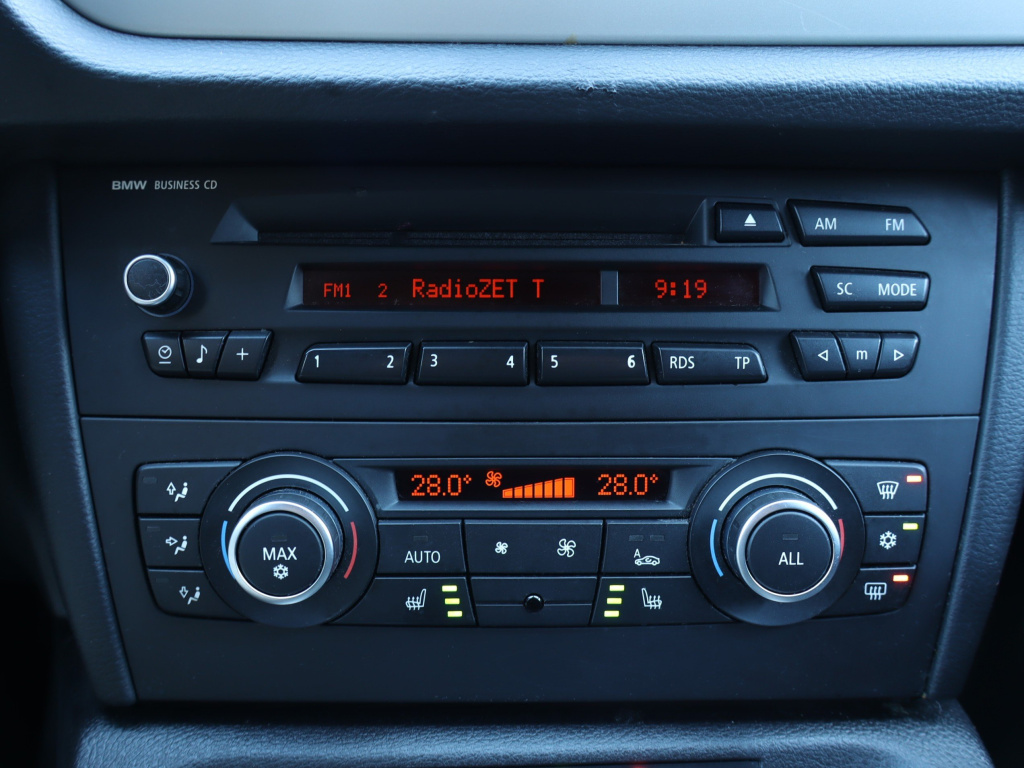 BMW BUSINESS CD
AM FM
FM1 2 RadioZET T 9:19
SC MODE
1 2 3 4 5 6 RDS TP m
28.0° 28.0°
MAX AUTO A ALL